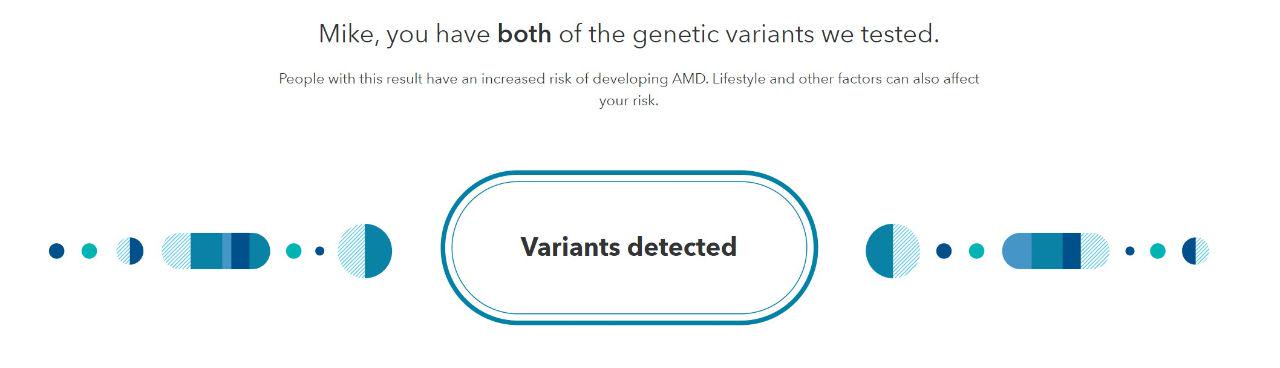 Mike, you have both of the genetic variants we tested.
People with this result have an increased risk of developing AMD. Lifestyle and other factors can also affect
your risk.
Variants detected